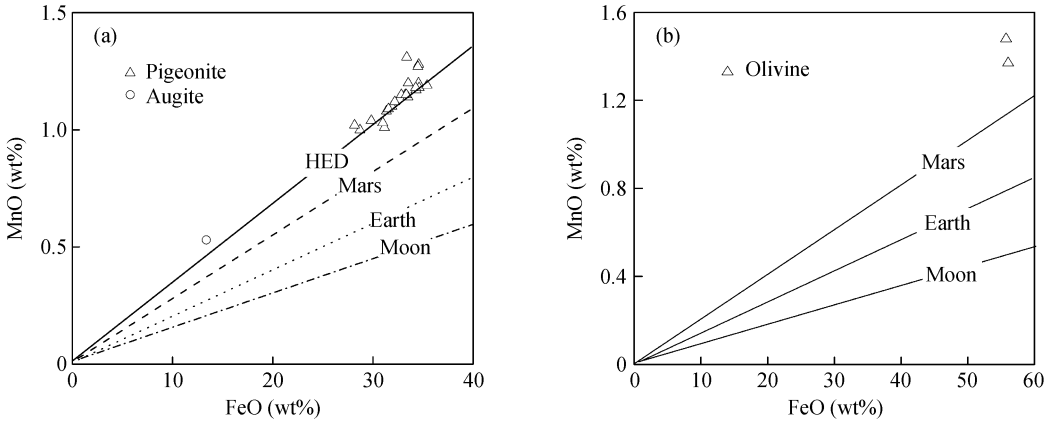 (a)
Pigeonite
Augite
HED
Mars
Earth
Moon
1.5
1.0
0.5
0
0
10
20
30
40
MnO (wt%)
FeO (wt%)
(b)
Olivine
Mars
Earth
Moon
1.6
1.2
0.8
0.4
0
0
10
20
30
40
50
60
MnO (wt%)
FeO (wt%)